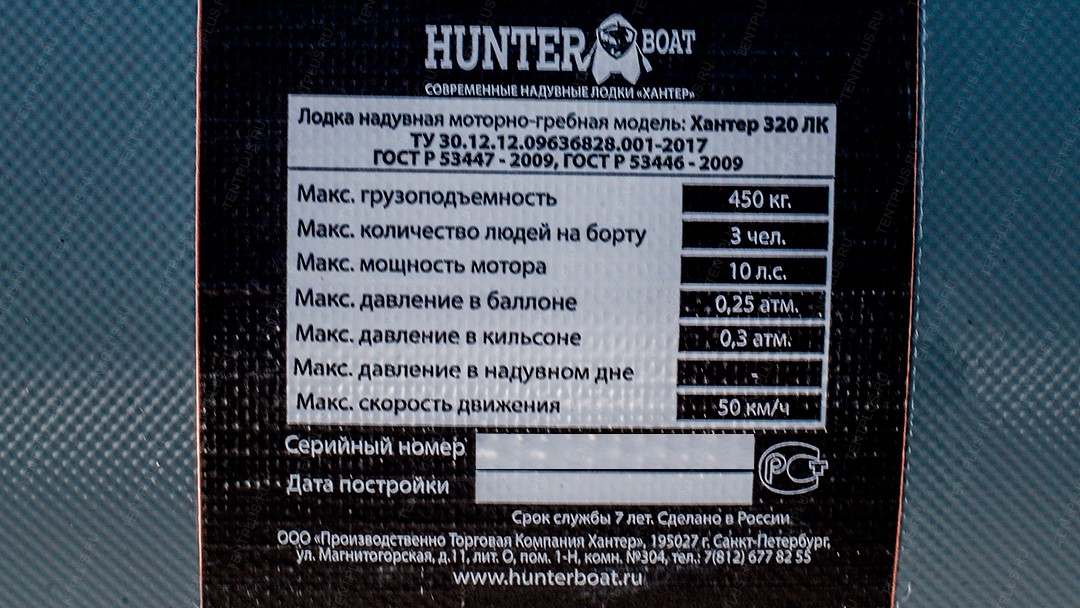 HUNTER BOAT
СОВРЕМЕННЫЕ НАДУВНЫЕ ЛОДКИ «ХАНТЕР»
Лодка надувная моторно-гребная модель: Хантер 320 ЛК
ТУ 30.12.12.09636828.001-2017
ГОСТ Р 53447 - 2009, ГОСТ Р 53446 - 2009
Макс. грузоподъемность 450 кг.
Макс. количество людей на борту 3 чел.
Макс. мощность мотора 10 л.с.
Макс. давление в баллоне 0,25 атм.
Макс. давление в кильсоне 0,3 атм.
Макс. давление в надувном дне -
Макс. скорость движения 50 км/ч
Серийный номер
Дата постройки
РСТ
Срок службы 7 лет. Сделано в России
ООО «Производственно Торговая Компания Хантер», 195027 г. Санкт-Петербург,
ул. Магнитогорская, д.11, лит. О, пом. 1-Н, комн. №304, тел.: 7(812) 677 82 55
www.hunterboat.ru
TENTPLUS.RU